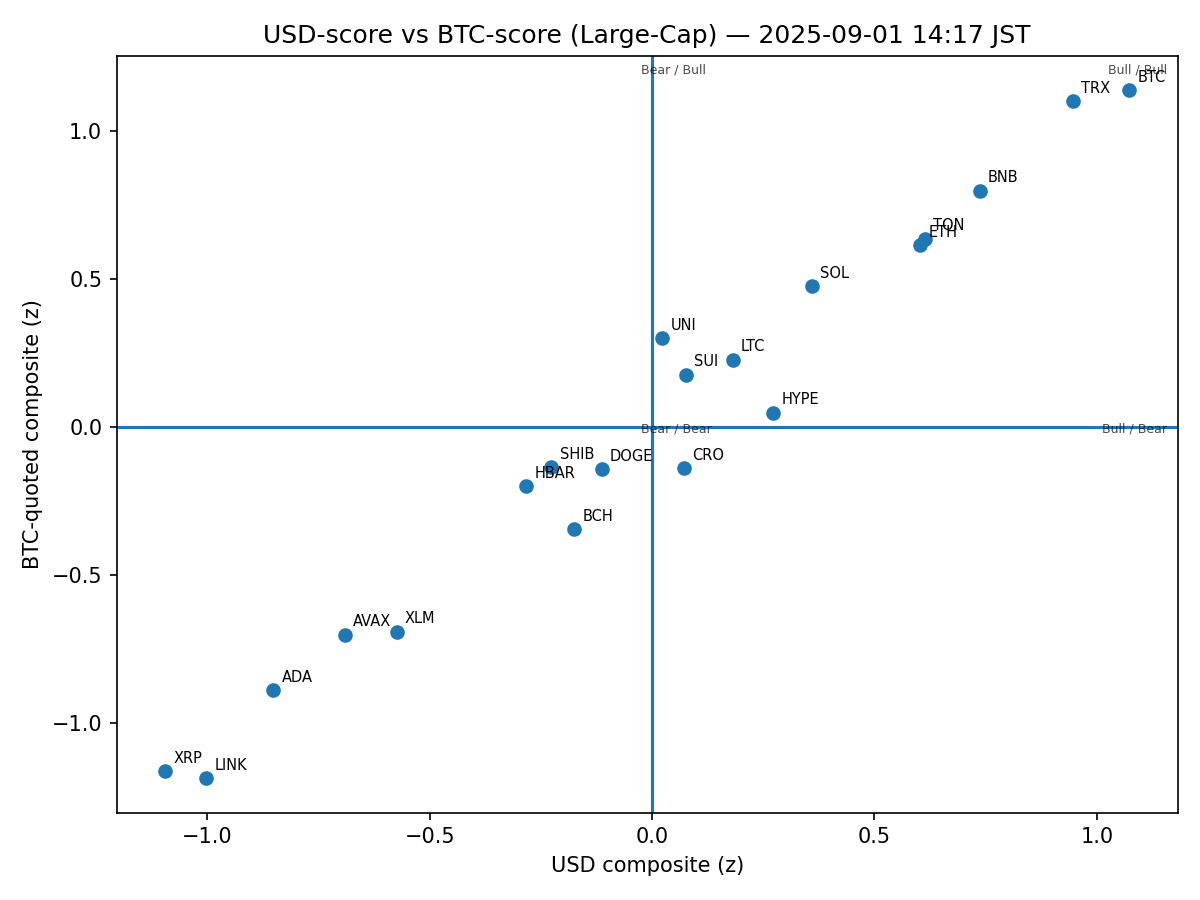 USD-score vs BTC-score (Large-Cap) — 2025-09-01 14:17 JST
Bear / Bull
Bull / Bull
BTC
TRX
BNB
TON
ETH
SOL
UNI
LTC
SUI
HYPE
Bear / Bear
Bull / Bear
SHIB
DOGE
CRO
HBAR
BCH
XLM
AVAX
ADA
XRP
LINK
1.0
0.5
0.0
−0.5
−1.0
BTC-quoted composite (z)
−1.0
−0.5
0.0
0.5
1.0
USD composite (z)